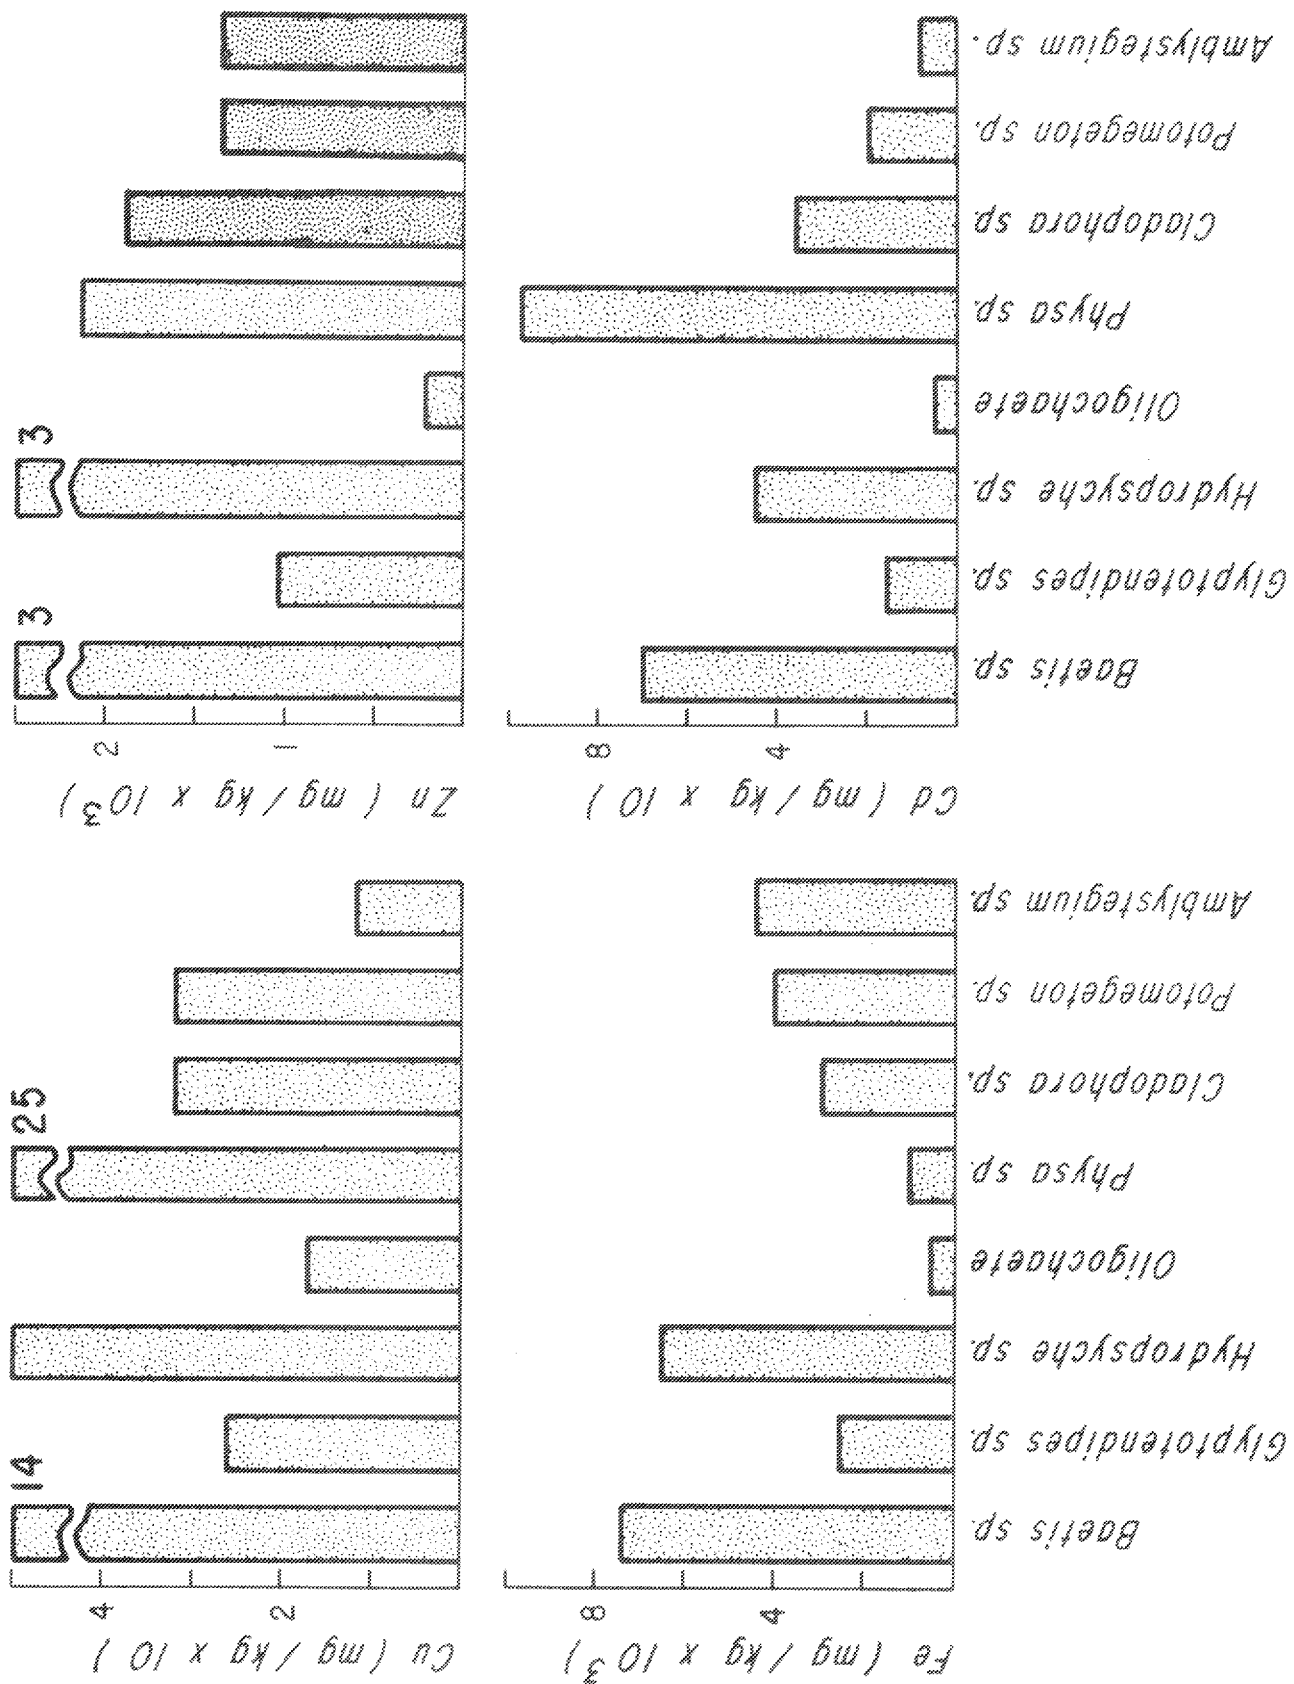 Cu (mg/kg x 10)
2
4
14
25
Zn (mg/kg x 10³)
1
2
3
3
Fe (mg/kg x 10³)
4
8
Baetis sp.
Glyptotendipes sp.
Hydropsyche sp.
Oligochaete
Physa sp.
Cladophora sp.
Potomegeton sp.
Amblystegium sp.
Cd (mg/kg x 10)
4
8
Baetis sp.
Glyptotendipes sp.
Hydropsyche sp.
Oligochaete
Physa sp.
Cladophora sp.
Potomegeton sp.
Amblystegium sp.